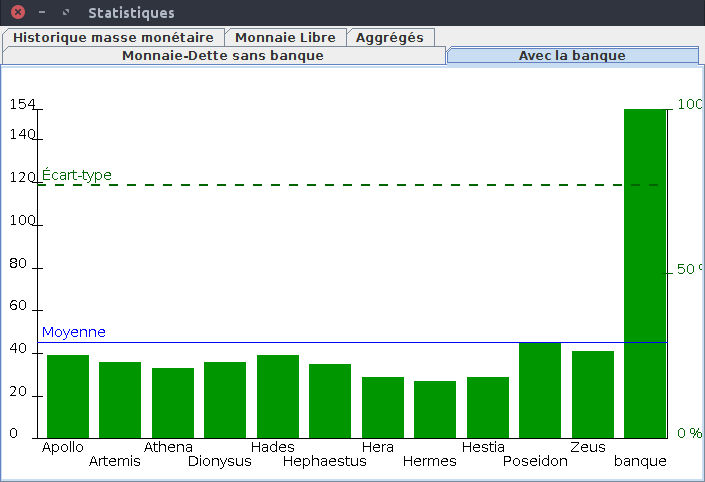 Statistiques
Historique masse monétaire Monnaie Libre Aggrégés
Monnaie-Dette sans banque Avec la banque
154 100
140
120 Écart-type
100
80 50 %
60
Moyenne
40
20
0 0 %
Apollo Athena Hades Hera Hestia Zeus
Artemis Dionysus Hephaestus Hermes Poseidon banque